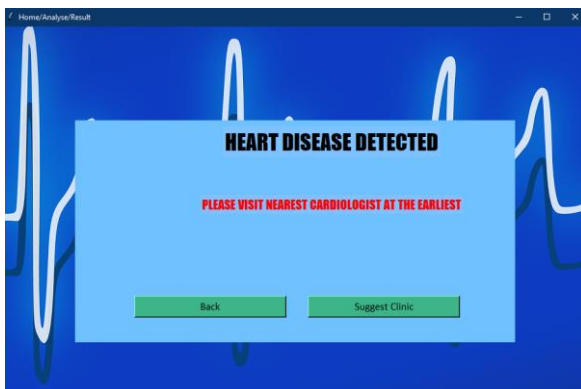 Home/Analyse/Result
HEART DISEASE DETECTED
PLEASE VISIT NEAREST CARDIOLOGIST AT THE EARLIEST
Back
Suggest Clinic